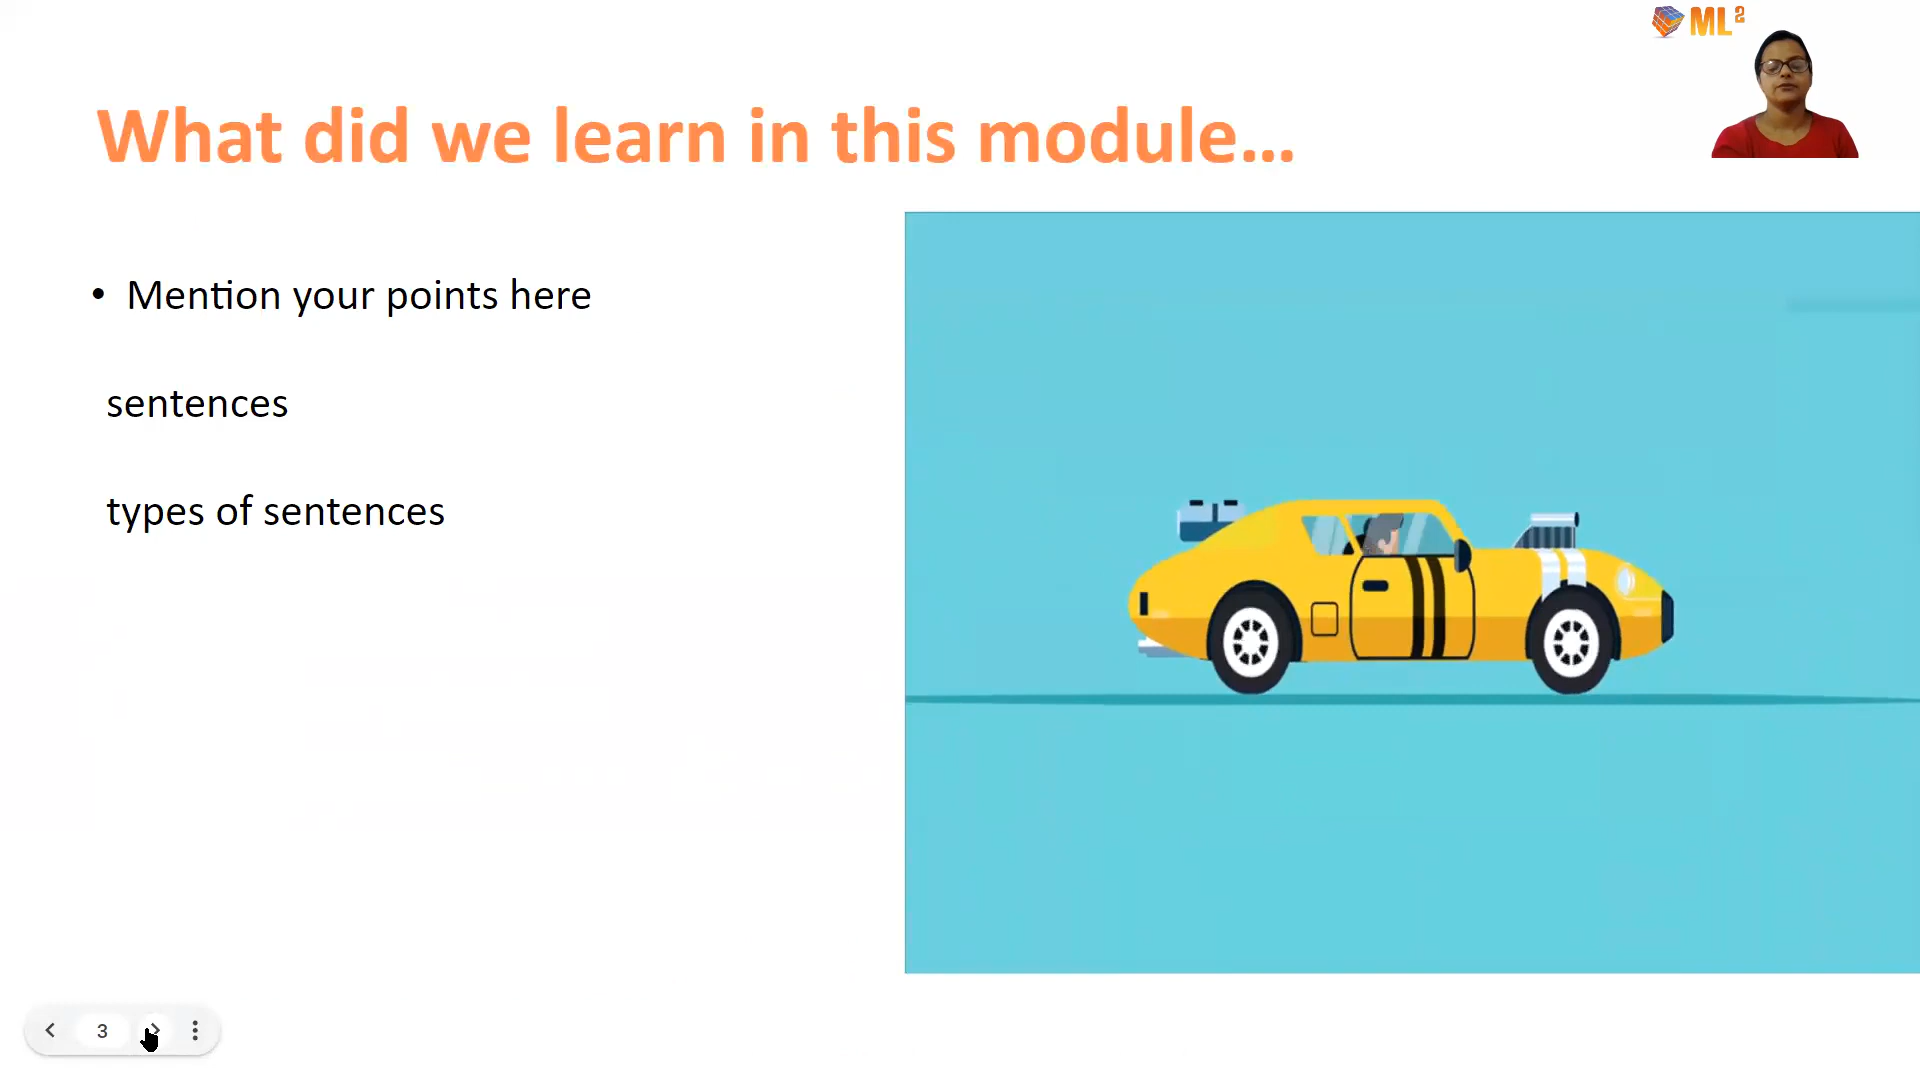 ML²
What did we learn in this module...
• Mention your points here
sentences
types of sentences
3